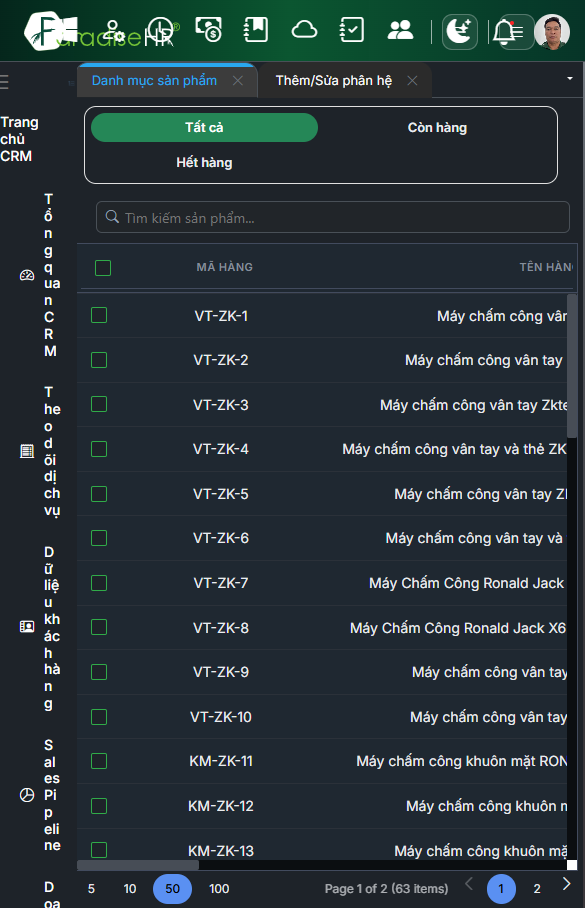 ParadiseHR®
Danh mục sản phẩm
Thêm/Sửa phân hệ
Trang chủ CRM
Tổng quan CRM
Theo dõi dịch vụ
Dữ liệu khách hàng
Sales Pipeline
Doa
Tất cả
Còn hàng
Hết hàng
Tìm kiếm sản phẩm...
MÃ HÀNG TÊN HÀNG
VT-ZK-1 Máy chấm công vân
VT-ZK-2 Máy chấm công vân tay
VT-ZK-3 Máy chấm công vân tay Zkte
VT-ZK-4 Máy chấm công vân tay và thẻ ZK
VT-ZK-5 Máy chấm công vân tay Z
VT-ZK-6 Máy chấm công vân tay và
VT-ZK-7 Máy Chấm Công Ronald Jack
VT-ZK-8 Máy Chấm Công Ronald Jack X6
VT-ZK-9 Máy chấm công vân tay
VT-ZK-10 Máy chấm công vân tay
KM-ZK-11 Máy chấm công khuôn mặt RON
KM-ZK-12 Máy chấm công khuôn m
KM-ZK-13 Máy chấm công khuôn mặ
5 10 50 100 Page 1 of 2 (63 items) 1 2